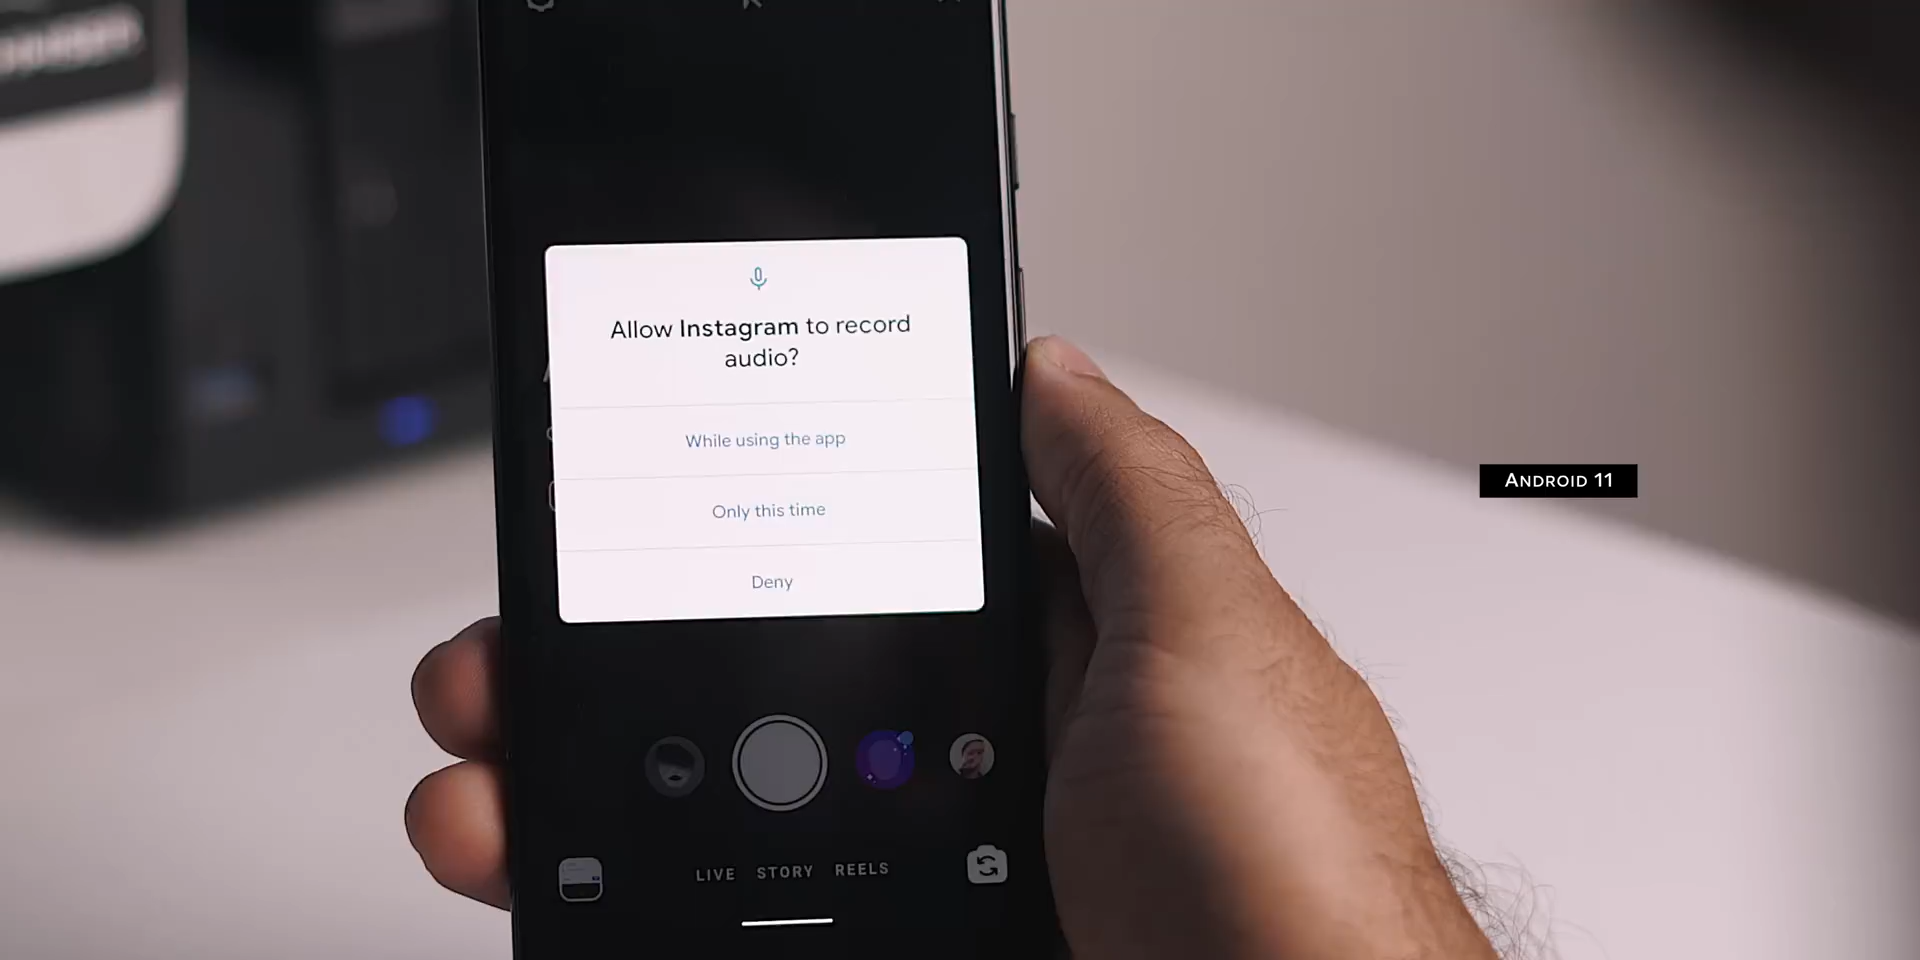 Allow Instagram to record
audio?
While using the app
Only this time
Deny
LIVE STORY REELS
ANDROID 11